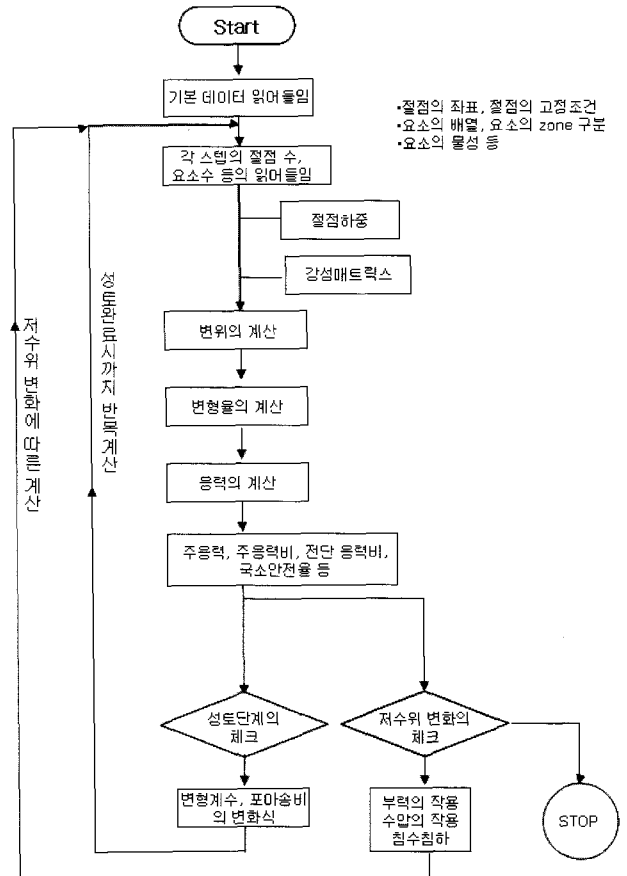 Start
기본 데이터 읽어들임
•절점의 좌표, 절점의 고정조건
•요소의 배열, 요소의 zone 구분
•요소의 물성 등
각 스텝의 절점 수,
요소수 등의 읽어들임
절점하중
강성매트릭스
변위의 계산
변형율의 계산
응력의 계산
주응력, 주응력비, 전단 응력비,
국소안전율 등
성토완료시까지 반복계산
저수위 변화에 따른 계산
성토단계의
체크
저수위 변화의
체크
변형계수, 포아송비
의 변화식
부력의 작용
수압의 작용
침수침하
STOP